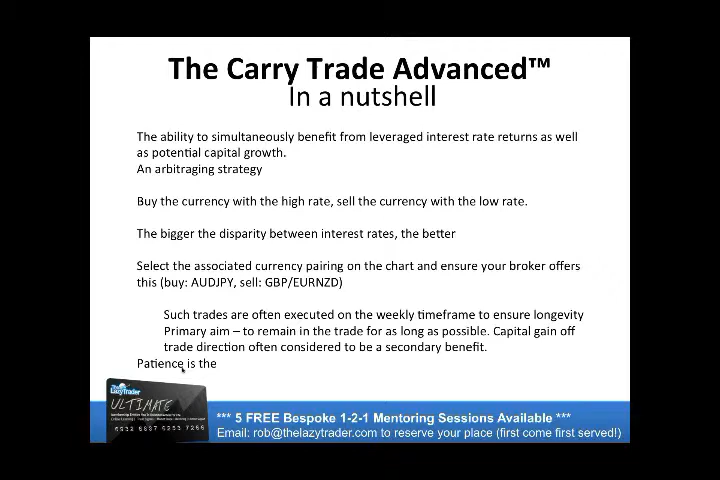 The Carry Trade Advanced™
In a nutshell
The ability to simultaneously benefit from leveraged interest rate returns as well
as potential capital growth.
An arbitraging strategy
Buy the currency with the high rate, sell the currency with the low rate.
The bigger the disparity between interest rates, the better
Select the associated currency pairing on the chart and ensure your broker offers
this (buy: AUDJPY, sell: GBP/EURNZD)
Such trades are often executed on the weekly timeframe to ensure longevity
Primary aim – to remain in the trade for as long as possible. Capital gain off
trade direction often considered to be a secondary benefit.
Patience is the
The
LazyTrader
ULTIMATE
*** 5 FREE Bespoke 1-2-1 Mentoring Sessions Available ***
Email: rob@thelazytrader.com to reserve your place (first come first served!)